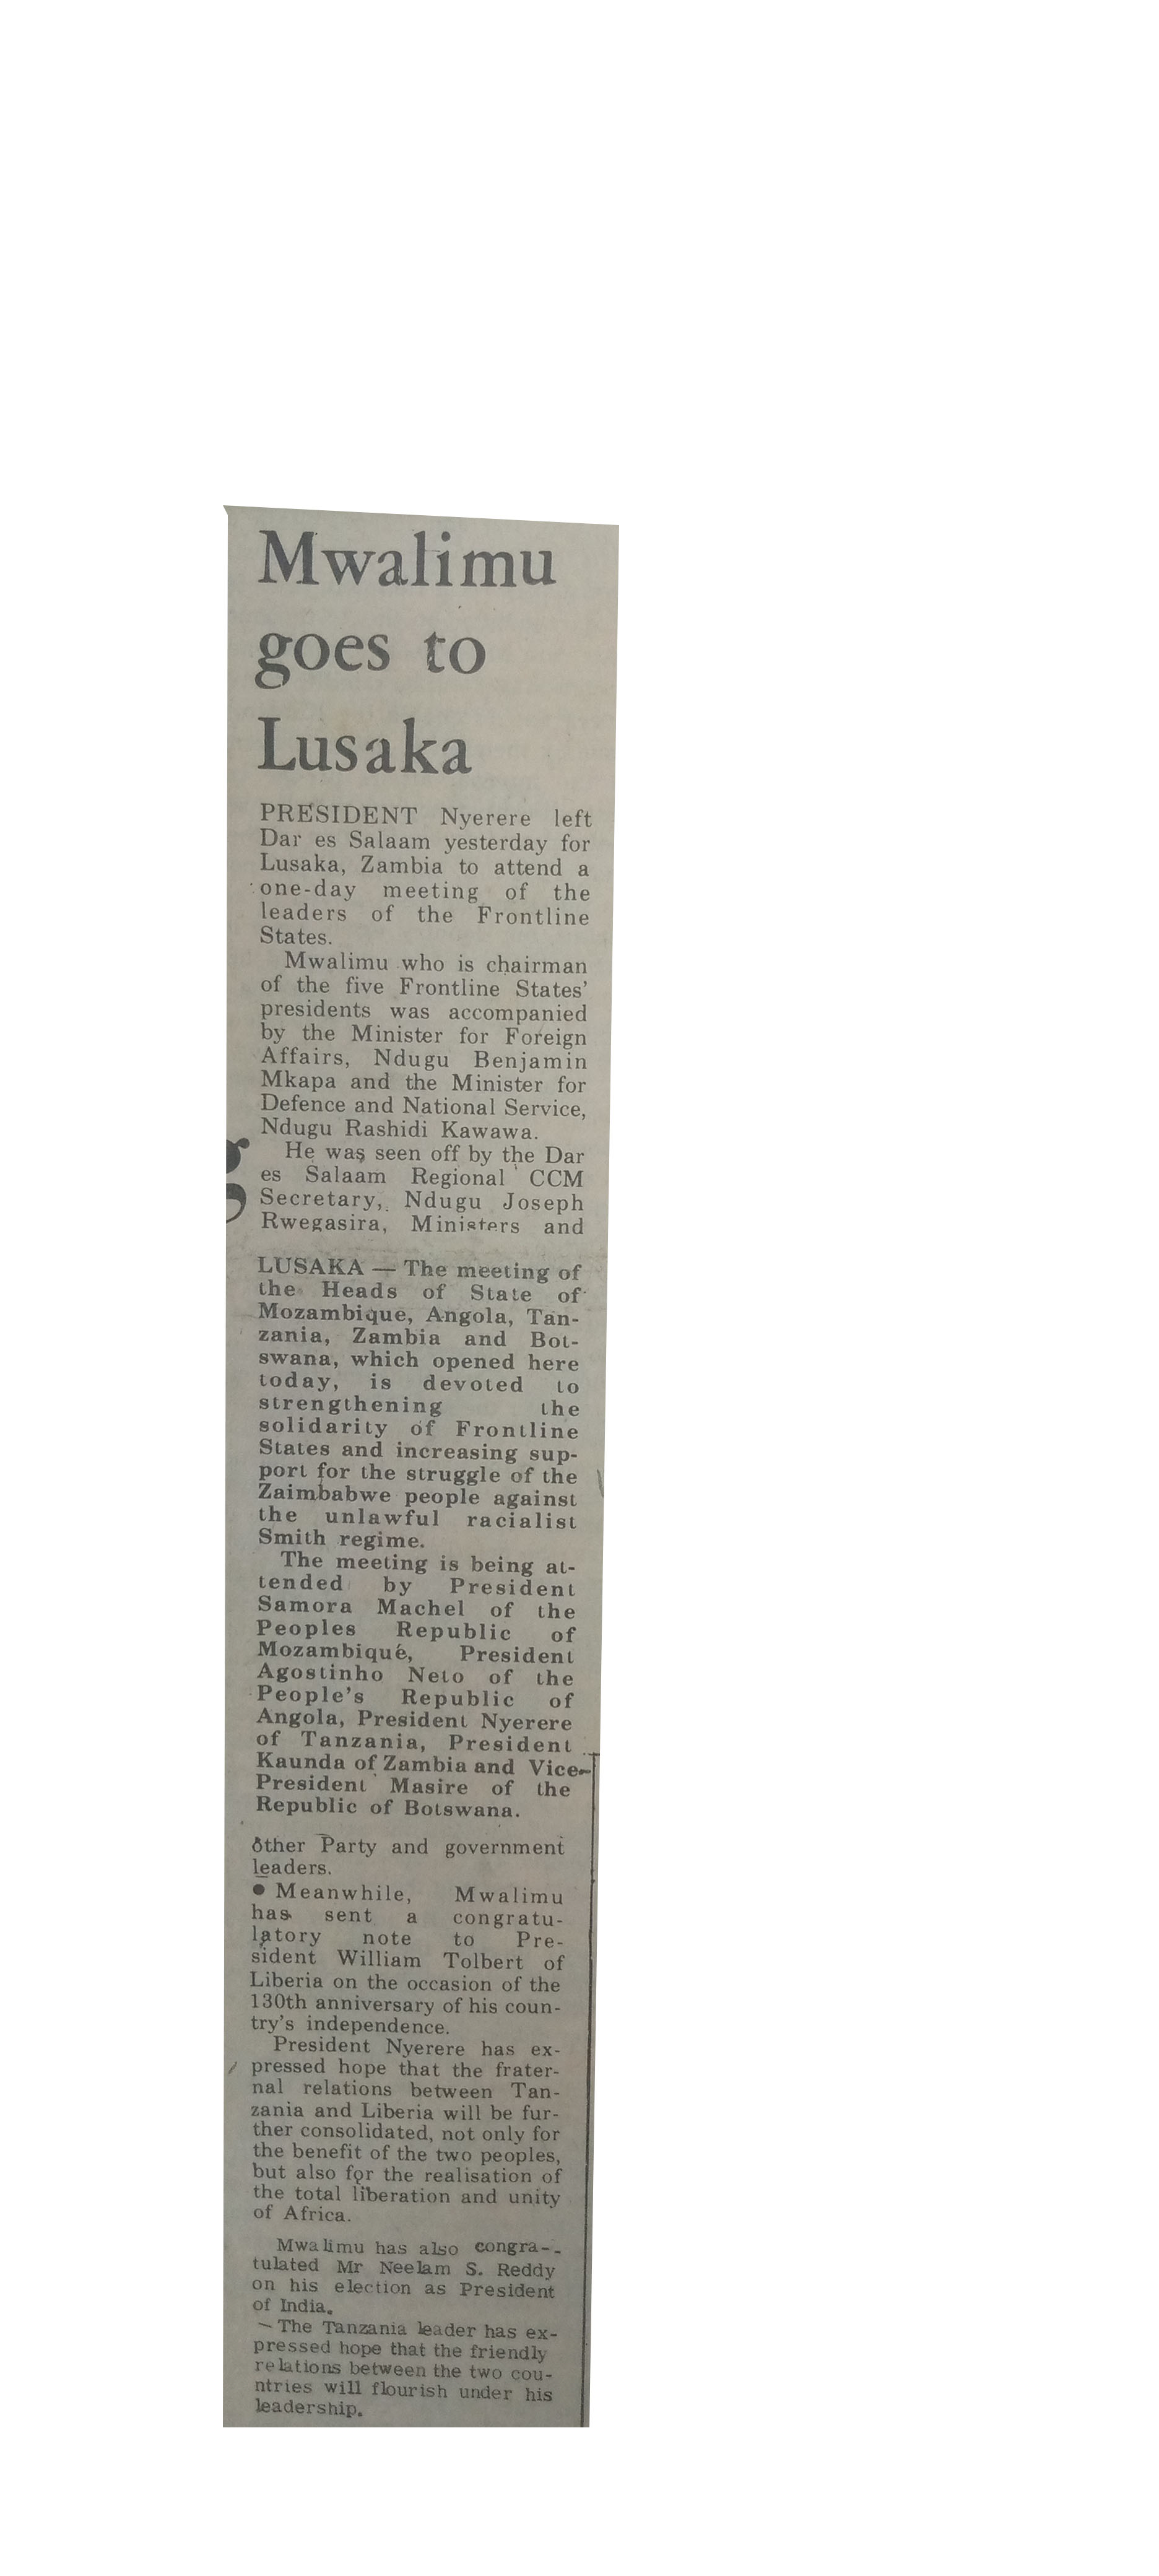 Mwalimu
goes to
Lusaka
PRESIDENT Nyerere left
Dar es Salaam yesterday for
Lusaka, Zambia to attend a
one-day meeting of the
leaders of the Frontline
States.
Mwalimu who is chairman
of the five Frontline States'
presidents was accompanied
by the Minister for Foreign
Affairs, Ndugu Benjamin
Mkapa and the Minister for
Defence and National Service,
Ndugu Rashidi Kawawa.
He was seen off by the Dar
es Salaam Regional CCM
Secretary, Ndugu Joseph
Rwegasira, Ministers and
LUSAKA — The meeting of
the Heads of State of
Mozambique, Angola, Tan-
zania, Zambia and Bot-
swana, which opened here
today, is devoted to
strengthening the
solidarity of Frontline
States and increasing sup-
port for the struggle of the
Zaimbabwe people against
the unlawful racialist
Smith regime.
The meeting is being at-
tended by President
Samora Machel of the
Peoples Republic of
Mozambique, President
Agostinho Neto of the
People's Republic of
Angola, President Nyerere
of Tanzania, President
Kaunda of Zambia and Vice-
President Masire of the
Republic of Botswana.
other Party and government
leaders.
● Meanwhile, Mwalimu
has sent a congratu-
latory note to Pre-
sident William Tolbert of
Liberia on the occasion of the
130th anniversary of his coun-
try's independence.
President Nyerere has ex-
pressed hope that the frater-
nal relations between Tan-
zania and Liberia will be fur-
ther consolidated, not only for
the benefit of the two peoples,
but also for the realisation of
the total liberation and unity
of Africa.
Mwalimu has also congra-
tulated Mr Neelam S. Reddy
on his election as President
of India.
— The Tanzania leader has ex-
pressed hope that the friendly
relations between the two cou-
ntries will flourish under his
leadership.